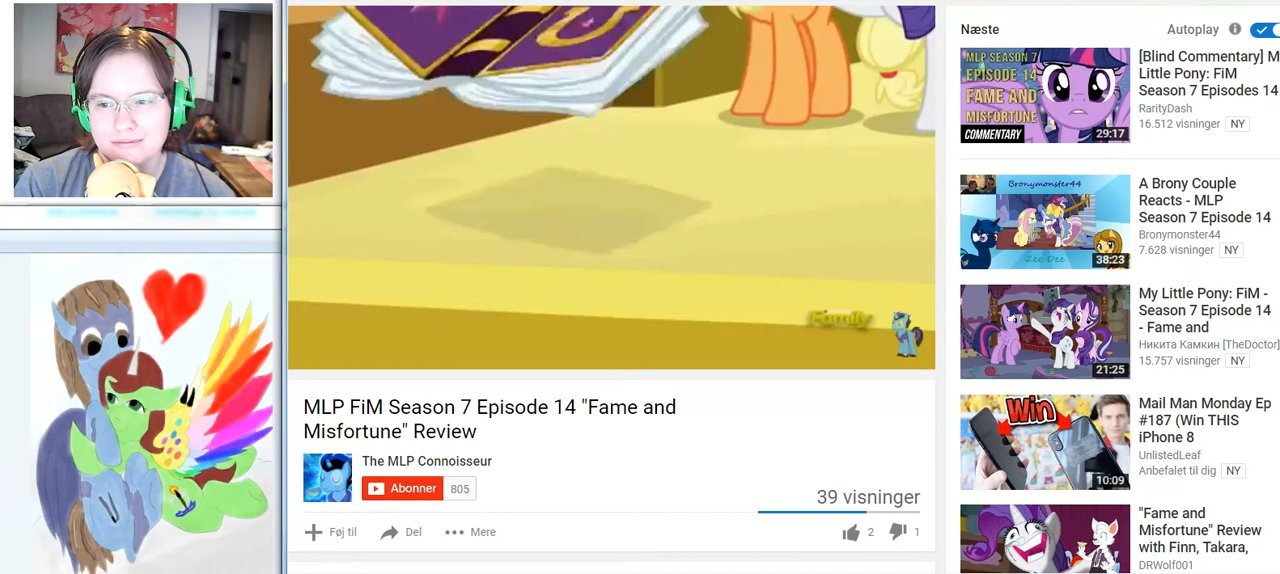 Family
MLP FiM Season 7 Episode 14 "Fame and
Misfortune" Review
The MLP Connoisseur
Abonner 805
39 visninger
Føj til Del Mere 2 1
Næste Autoplay
MLP SEASON 7
EPISODE 14
FAME AND
MISFORTUNE
COMMENTARY
29:17
[Blind Commentary] M
Little Pony: FiM
Season 7 Episodes 14
RarityDash
16.512 visninger NY
Bronymonster44
Zee Dee
38:23
A Brony Couple
Reacts - MLP
Season 7 Episode 14
Bronymonster44
7.628 visninger NY
21:25
My Little Pony: FiM -
Season 7 Episode 14
- Fame and
Никита Камкин [TheDoctor]
15.757 visninger NY
Win
10:09
Mail Man Monday Ep
#187 (Win THIS
iPhone 8
UnlistedLeaf
Anbefalet til dig NY
"Fame and
Misfortune" Review
with Finn, Takara,
DRWolf001